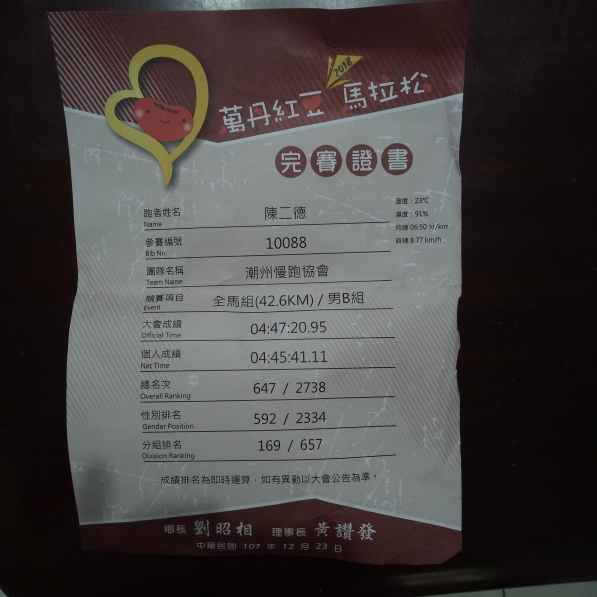 2018
萬丹紅豆 馬拉松
完賽證書
溫度：23℃
濕度：91%
均速 06:50 分/km
時速 8.77 km/h
跑者姓名 陳二德
Name
參賽編號 10088
Bib No.
團隊名稱 潮州慢跑協會
Team Name
競賽項目 全馬組(42.6KM) / 男B組
Event
大會成績 04:47:20.95
Official Time
個人成績 04:45:41.11
Net Time
總名次 647 / 2738
Overall Ranking
性別排名 592 / 2334
Gender Position
分組排名 169 / 657
Division Ranking
成績排名為即時運算，如有異動以大會公告為準。
鄉長 劉昭相 理事長 黃讚發
中華民國 107 年 12 月 23 日